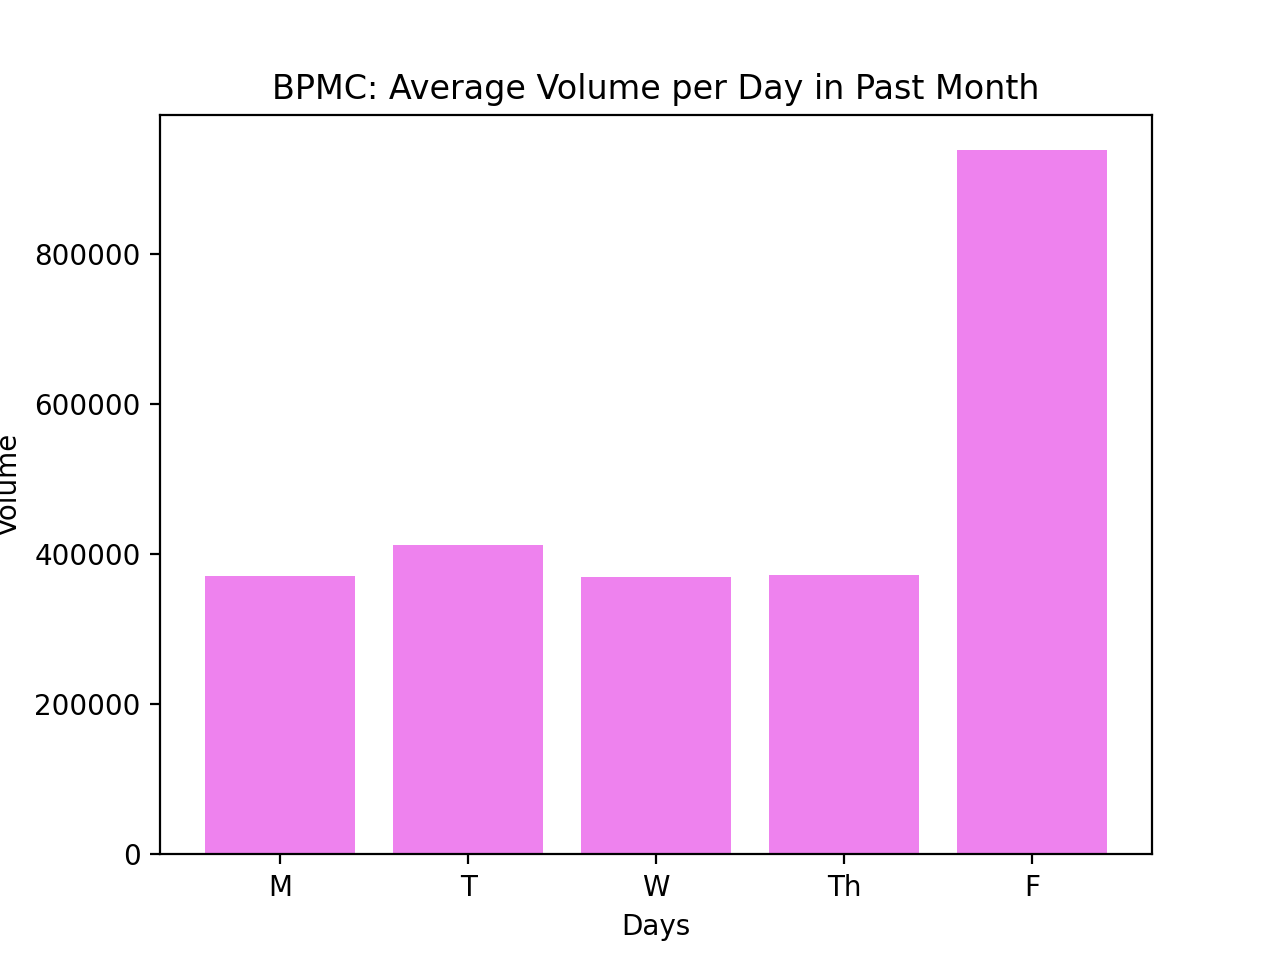 BPMC: Average Volume per Day in Past Month
800000
600000
400000
200000
0
Volume
M T W Th F
Days